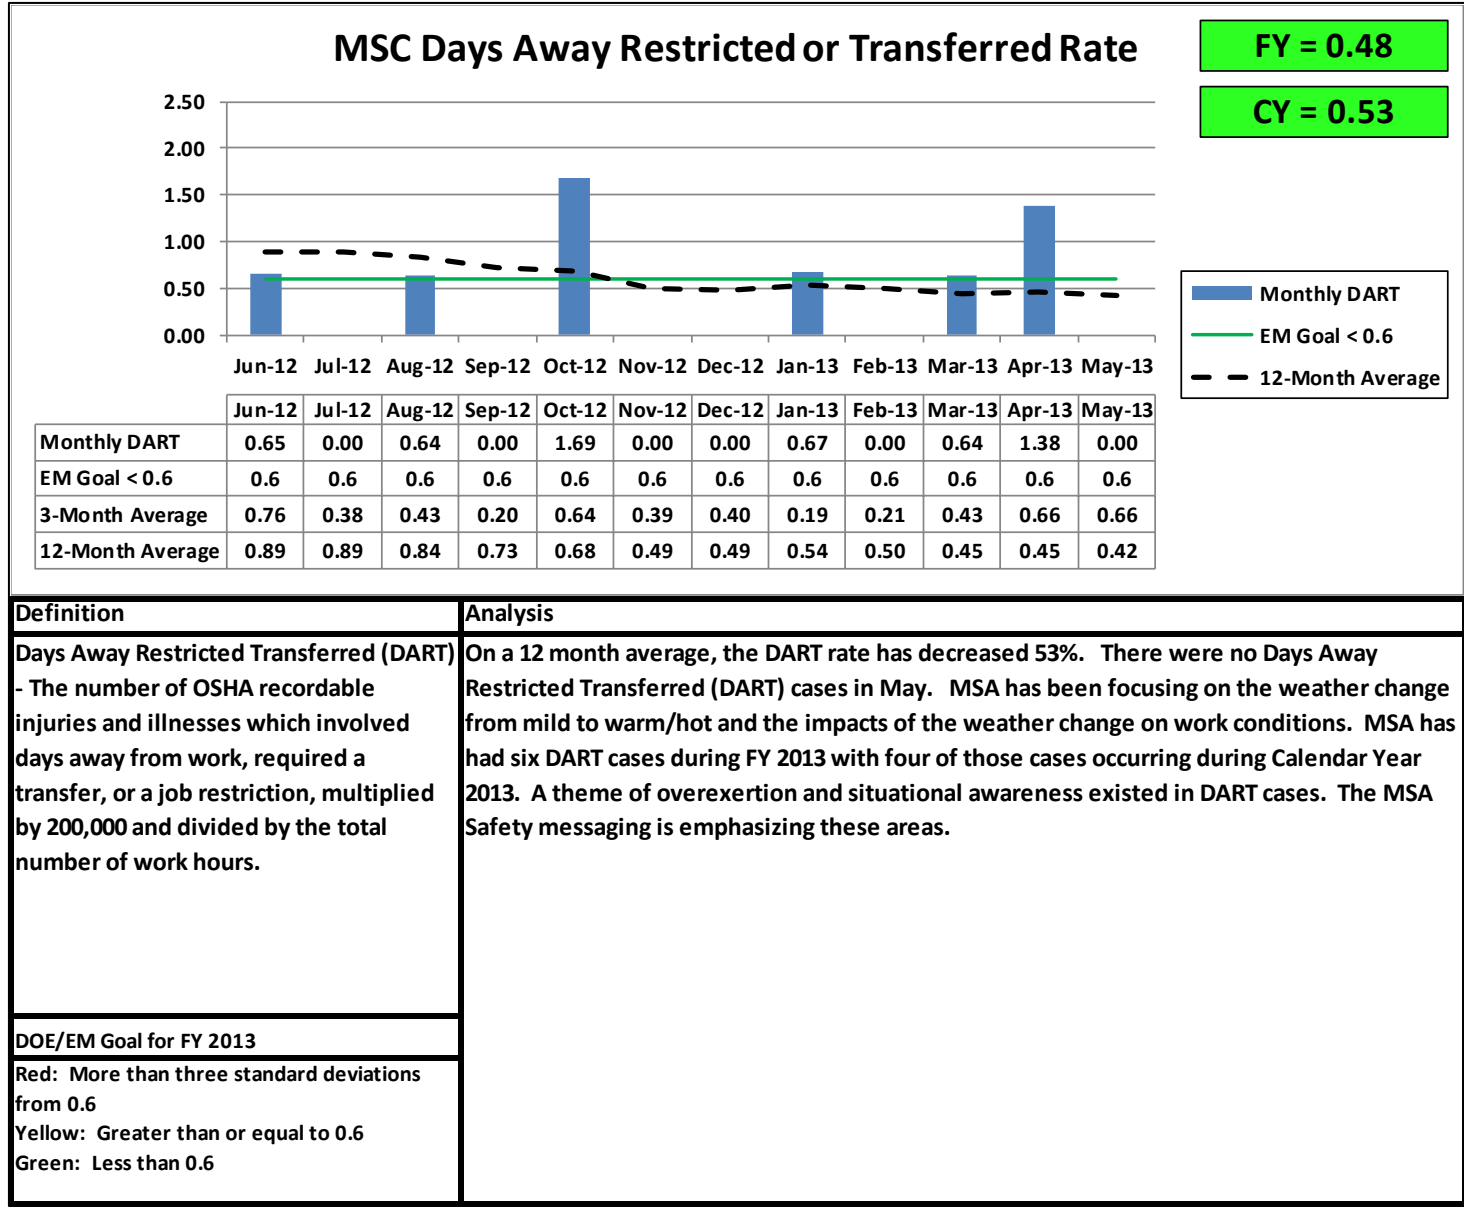 MSC Days Away Restricted or Transferred Rate
FY = 0.48
CY = 0.53
2.50
2.00
1.50
1.00
0.50
0.00
Jun-12 Jul-12 Aug-12 Sep-12 Oct-12 Nov-12 Dec-12 Jan-13 Feb-13 Mar-13 Apr-13 May-13
Monthly DART
EM Goal < 0.6
12-Month Average
Jun-12 Jul-12 Aug-12 Sep-12 Oct-12 Nov-12 Dec-12 Jan-13 Feb-13 Mar-13 Apr-13 May-13
Monthly DART 0.65 0.00 0.64 0.00 1.69 0.00 0.00 0.67 0.00 0.64 1.38 0.00
EM Goal < 0.6 0.6 0.6 0.6 0.6 0.6 0.6 0.6 0.6 0.6 0.6 0.6 0.6
3-Month Average 0.76 0.38 0.43 0.20 0.64 0.39 0.40 0.19 0.21 0.43 0.66 0.66
12-Month Average 0.89 0.89 0.84 0.73 0.68 0.49 0.49 0.54 0.50 0.45 0.45 0.42
Definition
Days Away Restricted Transferred (DART)
- The number of OSHA recordable
injuries and illnesses which involved
days away from work, required a
transfer, or a job restriction, multiplied
by 200,000 and divided by the total
number of work hours.
DOE/EM Goal for FY 2013
Red: More than three standard deviations
from 0.6
Yellow: Greater than or equal to 0.6
Green: Less than 0.6
Analysis
On a 12 month average, the DART rate has decreased 53%. There were no Days Away
Restricted Transferred (DART) cases in May. MSA has been focusing on the weather change
from mild to warm/hot and the impacts of the weather change on work conditions. MSA has
had six DART cases during FY 2013 with four of those cases occurring during Calendar Year
2013. A theme of overexertion and situational awareness existed in DART cases. The MSA
Safety messaging is emphasizing these areas.